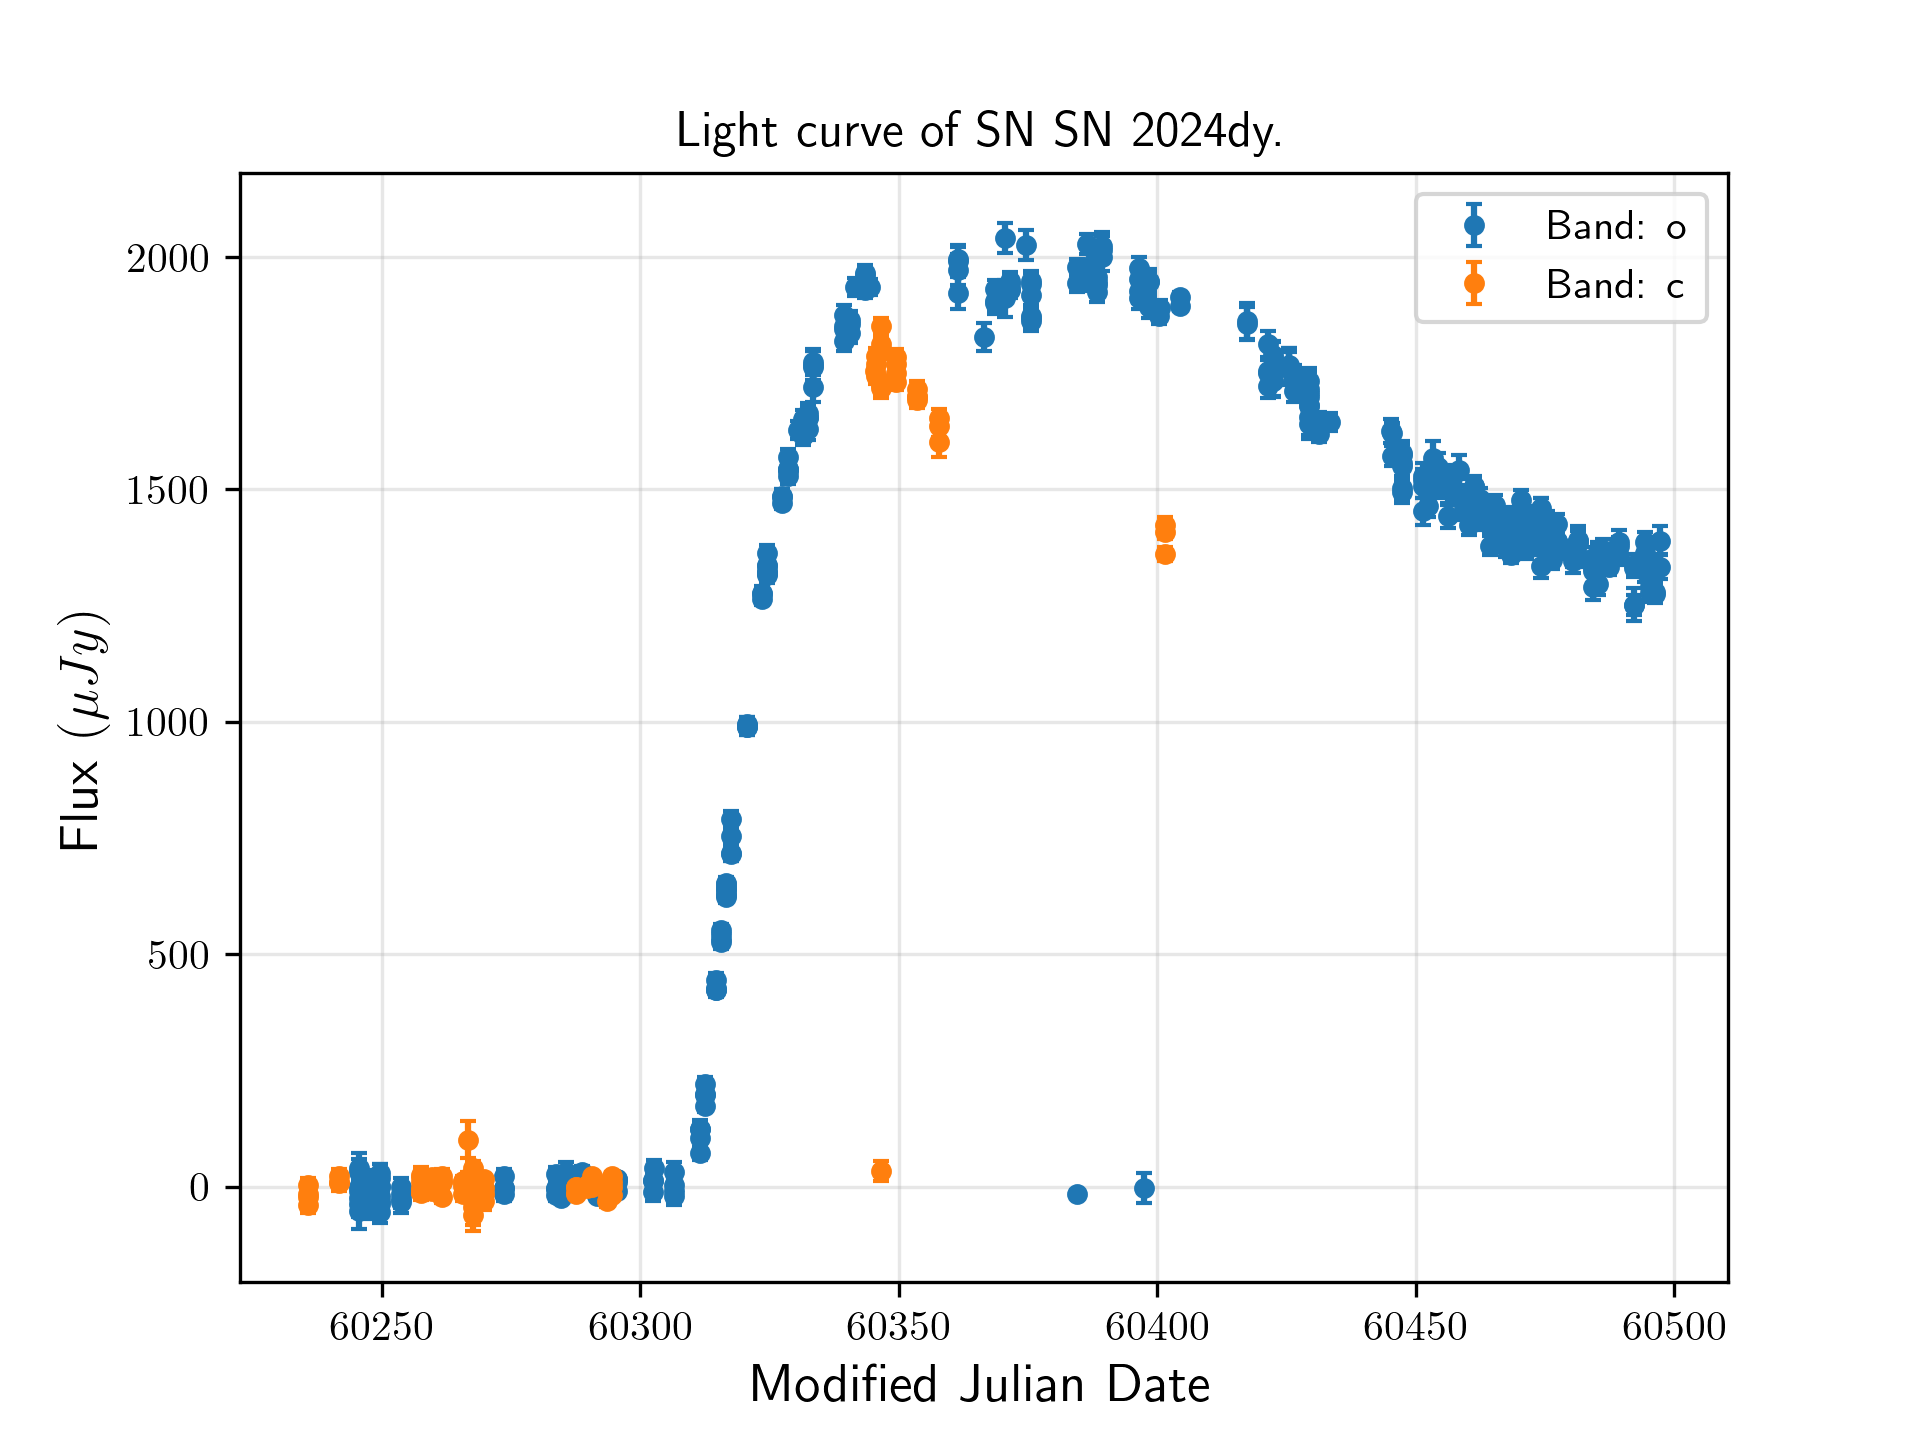 Light curve of SN SN 2024dy.
Band: o
Band: c
2000
1500
1000
500
0
Flux (μJy)
60250 60300 60350 60400 60450 60500
Modified Julian Date